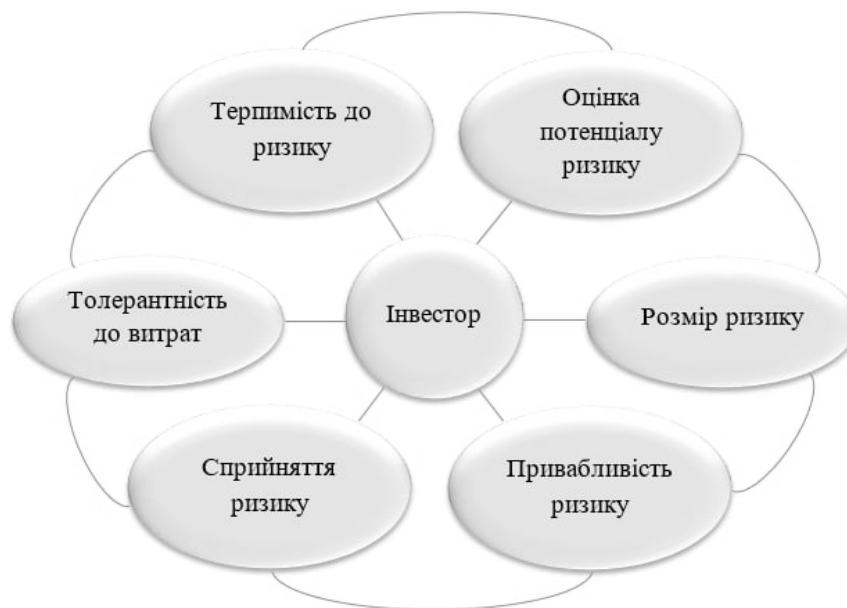 Терпимість до
ризику
Оцінка
потенціалу
ризику
Толерантність
до витрат
Інвестор
Розмір ризику
Сприйняття
ризику
Привабливість
ризику